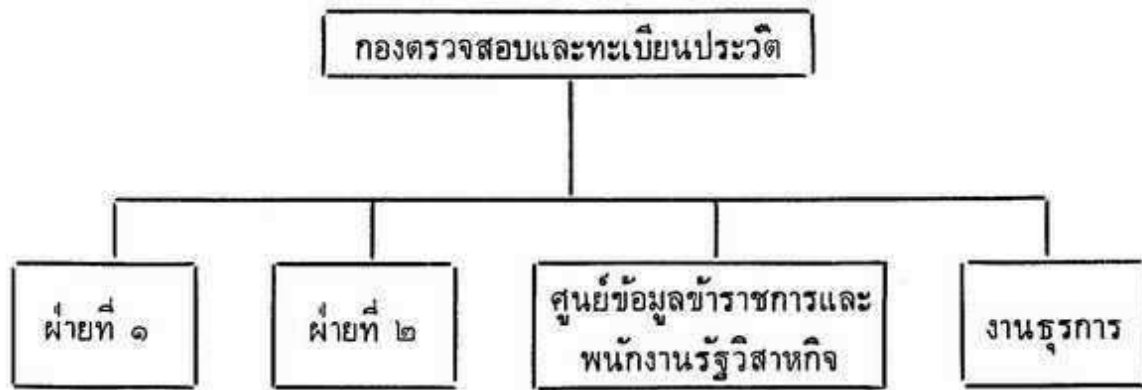 กองตรวจสอบและทะเบียนประวัติ
ฝ่ายที่ ๑
ฝ่ายที่ ๒
ศูนย์ข้อมูลข้าราชการและ
พนักงานรัฐวิสาหกิจ
งานธุรการ